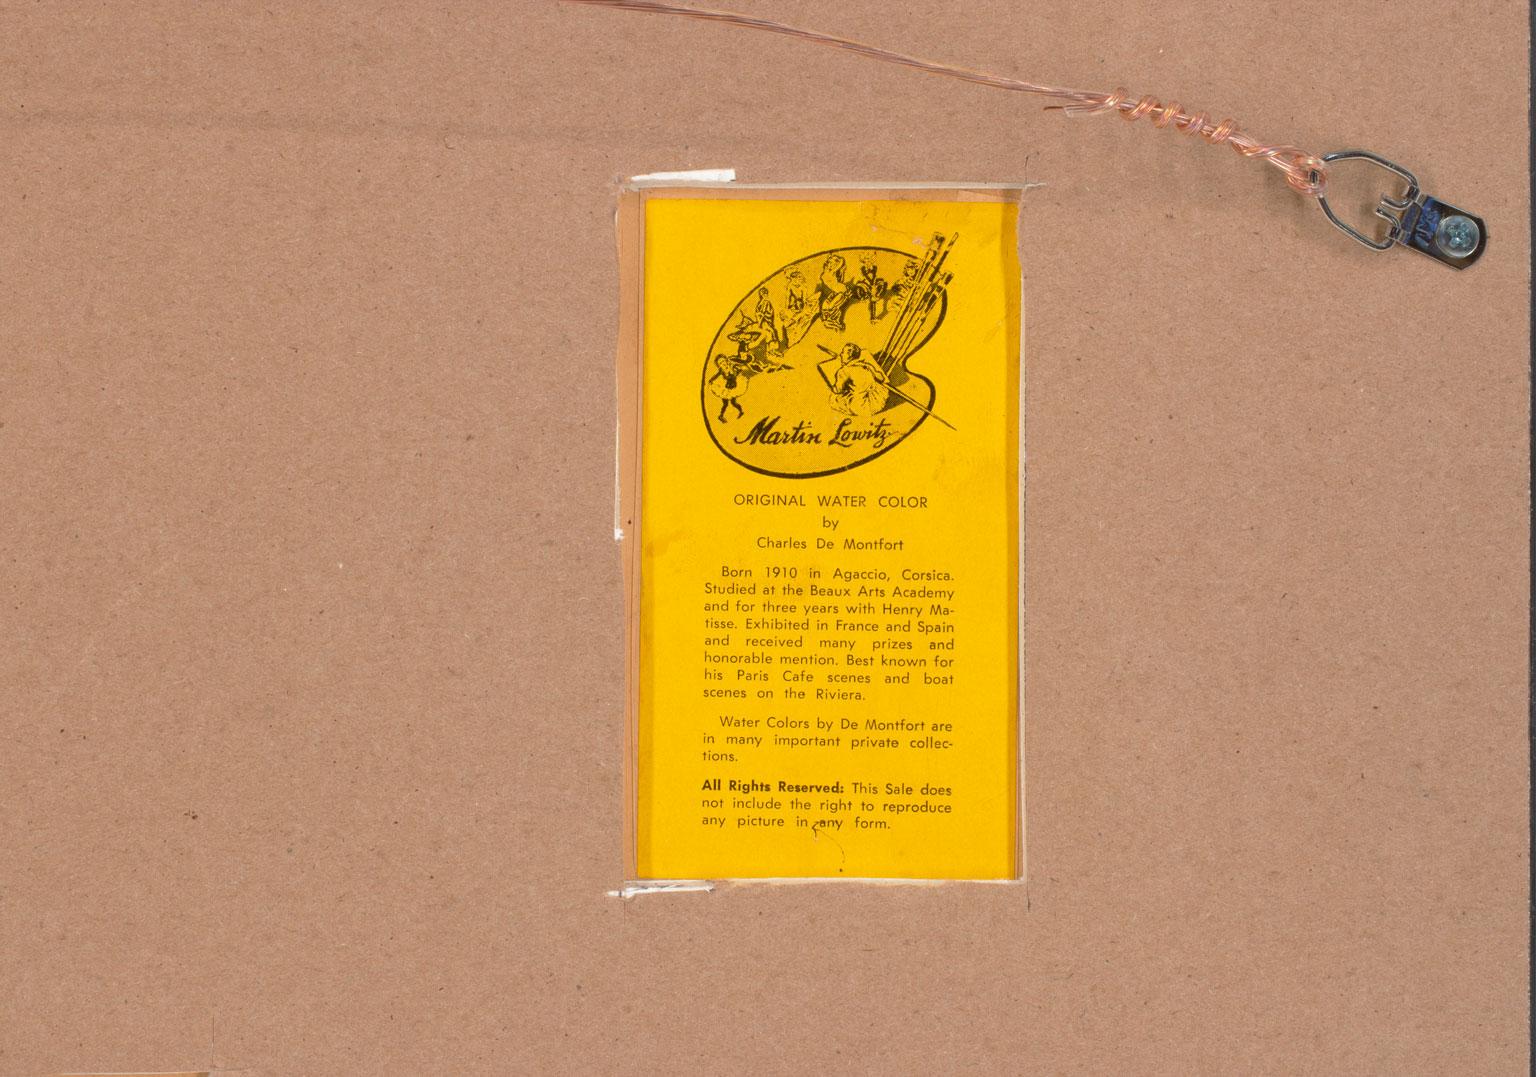 Martin Lowitz
ORIGINAL WATER COLOR
by
Charles De Montfort
Born 1910 in Agaccio, Corsica.
Studied at the Beaux Arts Academy
and for three years with Henry Ma-
tisse. Exhibited in France and Spain
and received many prizes and
honorable mention. Best known for
his Paris Cafe scenes and boat
scenes on the Riviera.
Water Colors by De Montfort are
in many important private collec-
tions.
All Rights Reserved: This Sale does
not include the right to reproduce
any picture in any form.